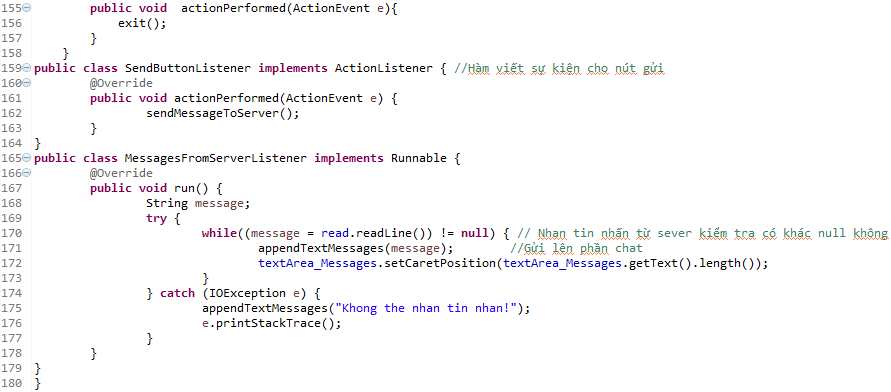 155 public void  actionPerformed(ActionEvent e){
156 exit();
157 }
158 }
159 public class SendButtonListener implements ActionListener { //Hàm viết sự kiện cho nút gửi
160 @Override
161 public void actionPerformed(ActionEvent e) {
162 sendMessageToServer();
163 }
164 }
165 public class MessagesFromServerListener implements Runnable {
166 @Override
167 public void run() {
168 String message;
169 try {
170 while((message = read.readLine()) != null) { // Nhan tin nhấn từ sever kiểm tra có khác null không
171 appendTextMessages(message); //Gửi lên phần chat
172 textArea_Messages.setCaretPosition(textArea_Messages.getText().length());
173 }
174 } catch (IOException e) {
175 appendTextMessages("Khong the nhan tin nhan!");
176 e.printStackTrace();
177 }
178 }
179 }
180 }